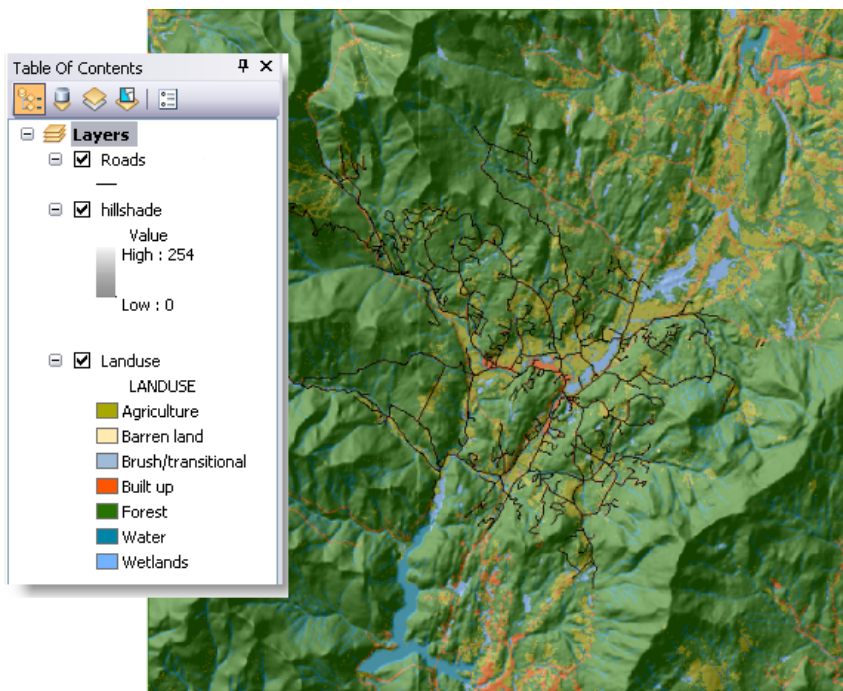 Table Of Contents
Layers
Roads
hillshade
Value
High : 254
Low : 0
Landuse
LANDUSE
Agriculture
Barren land
Brush/transitional
Built up
Forest
Water
Wetlands